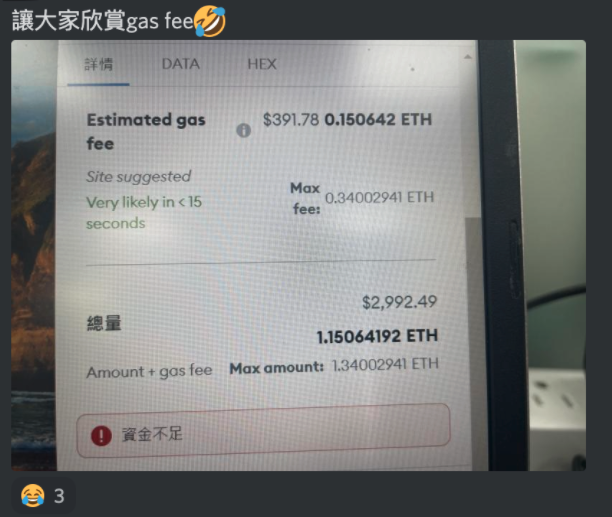 讓大家欣賞gas fee🤣
詳情 DATA HEX
Estimated gas fee $391.78 0.150642 ETH
Site suggested
Very likely in < 15 seconds
Max fee: 0.34002941 ETH
$2,992.49
總量
1.15064192 ETH
Amount + gas fee Max amount: 1.34002941 ETH
! 資金不足
😂 3